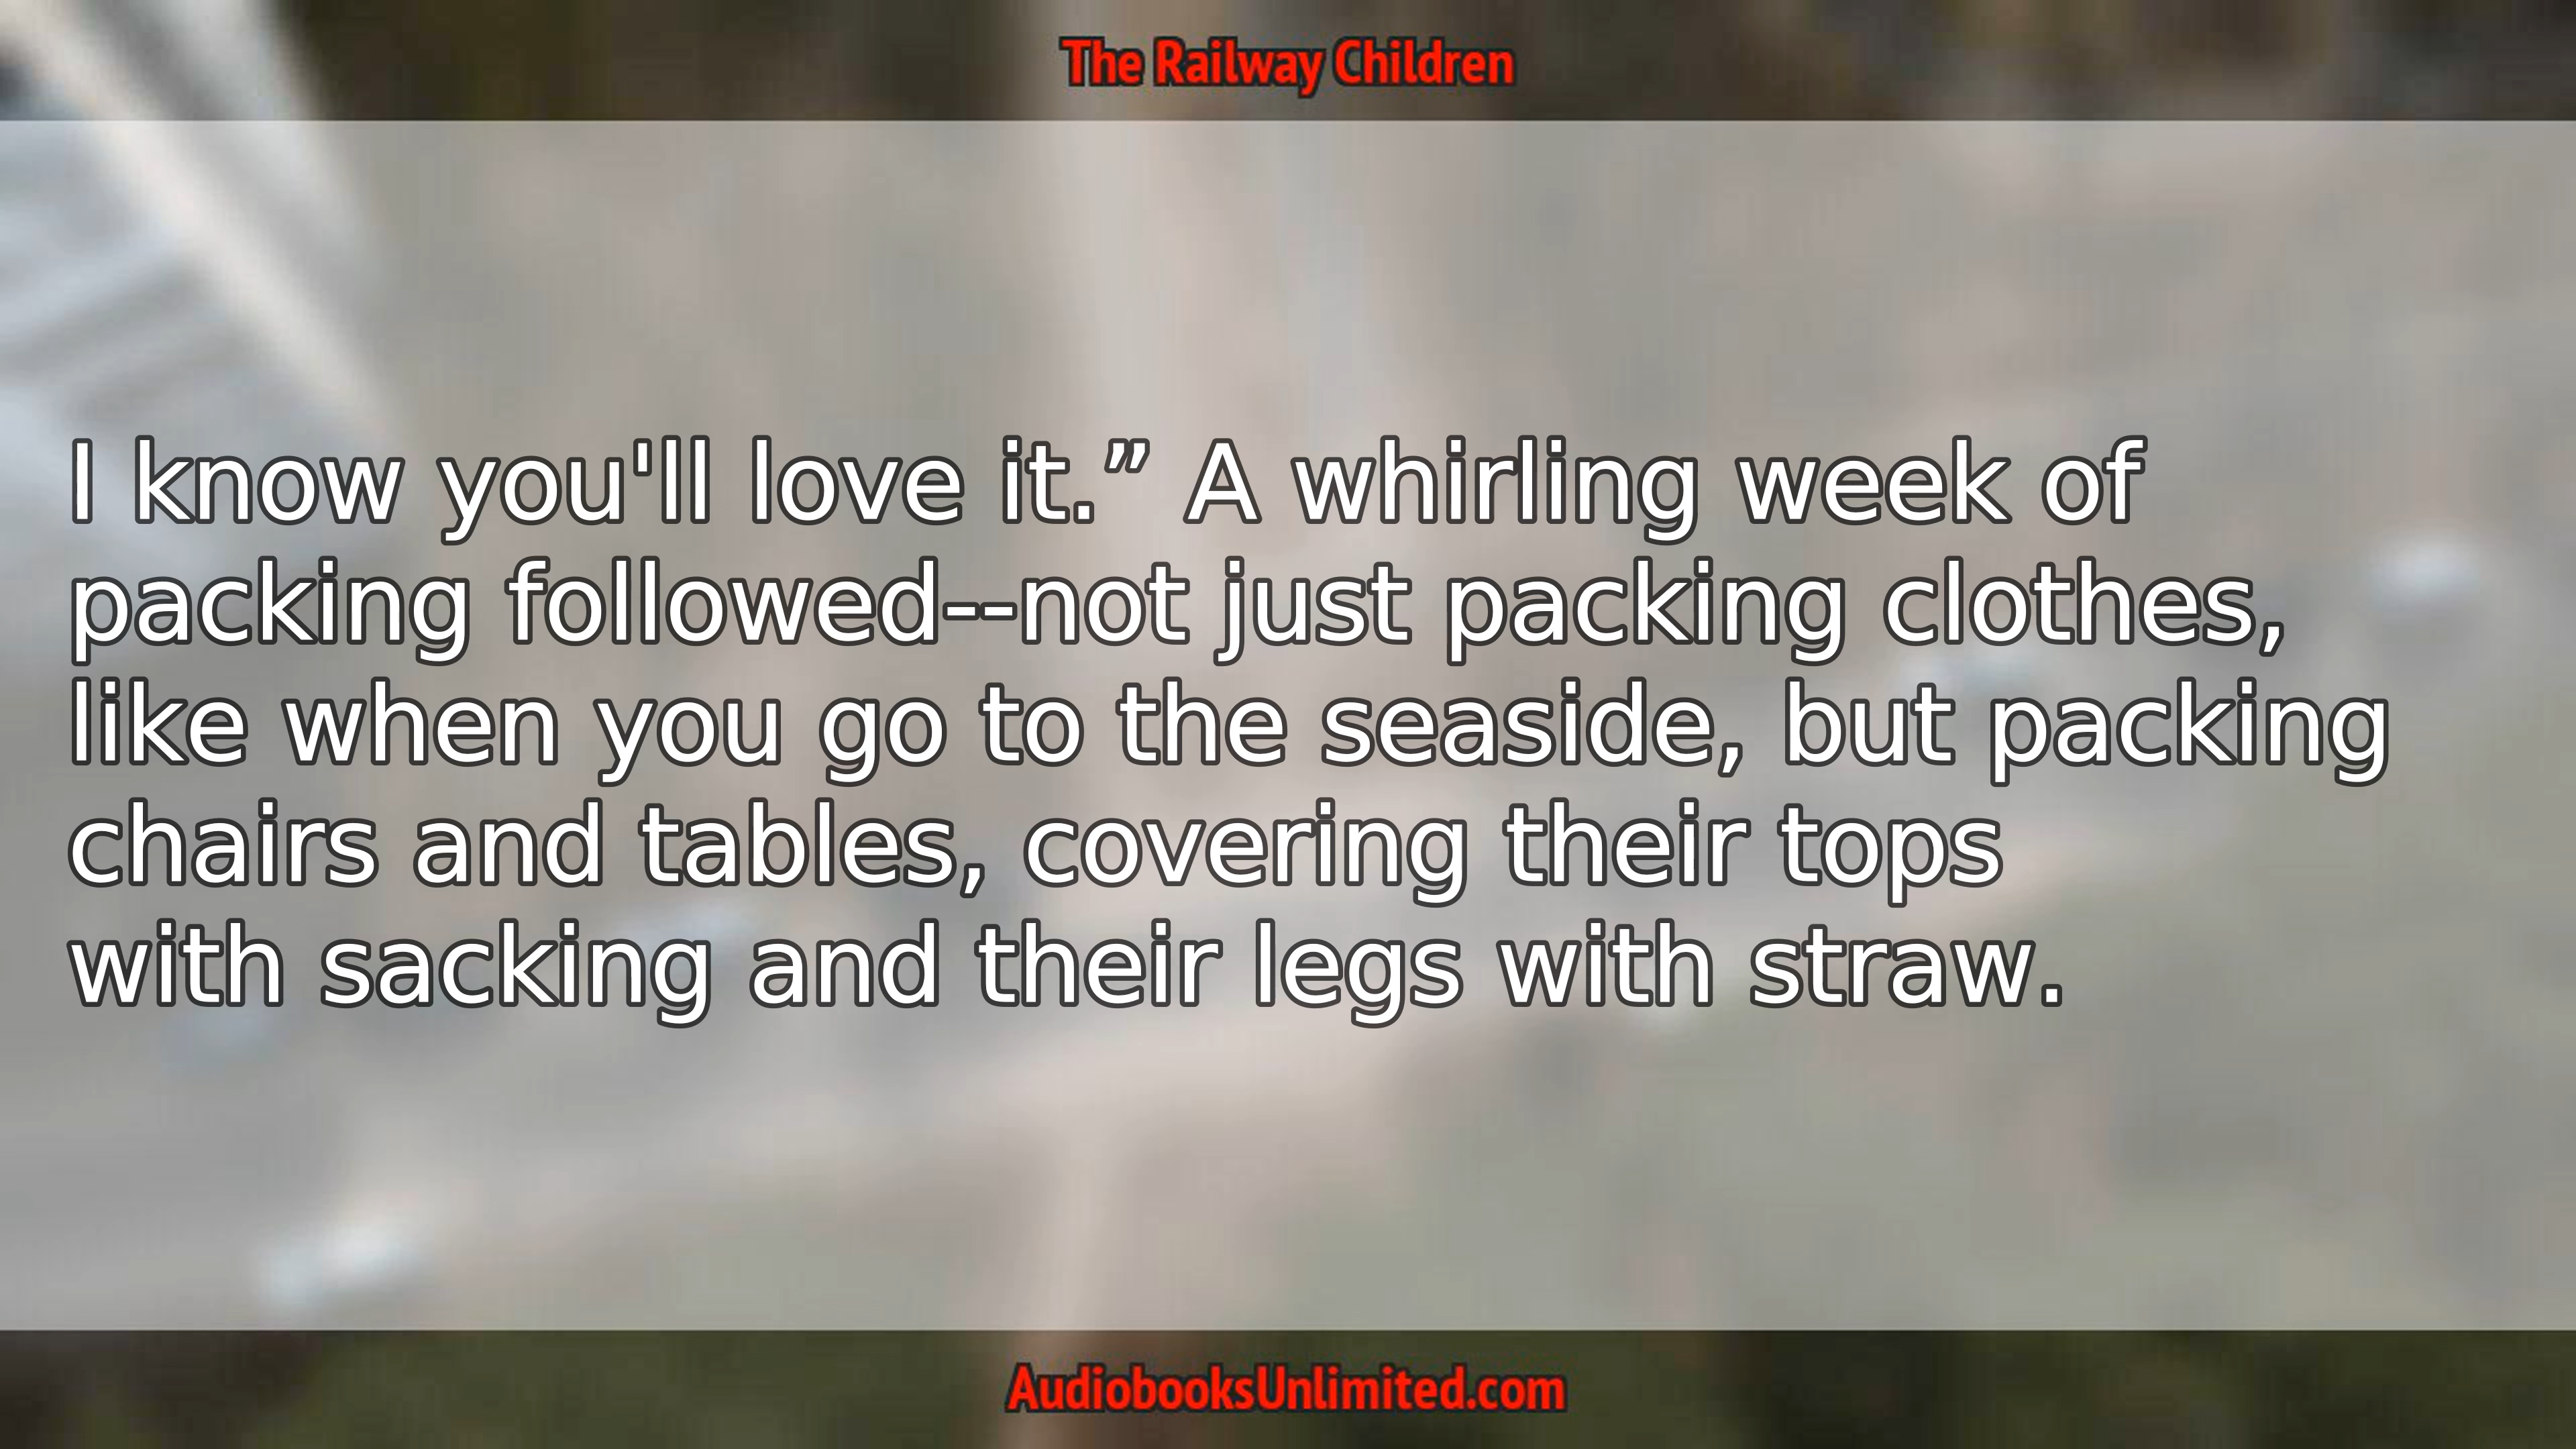 The Railway Children
I know you'll love it.” A whirling week of
packing followed--not just packing clothes,
like when you go to the seaside, but packing
chairs and tables, covering their tops
with sacking and their legs with straw.
AudiobooksUnlimited.com